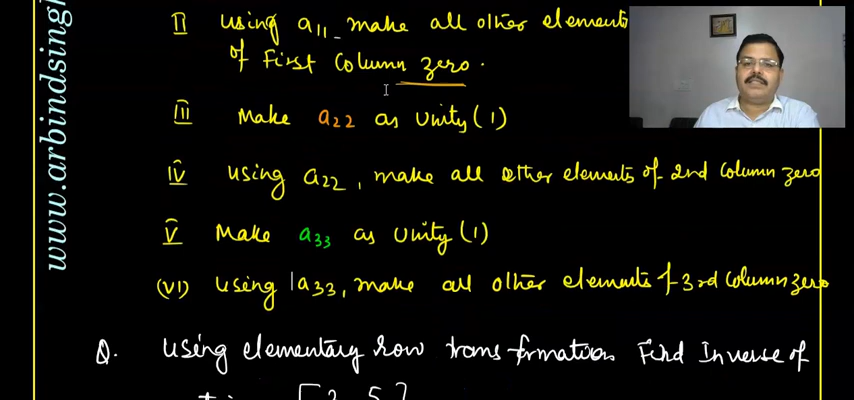 www.arbindsingh
II using a11 make all other elements
of First Column zero.
III Make a22 as Unity (1)
IV using a22, make all other elements of 2nd Column zero
V Make a33 as Unity (1)
(VI) Using a33, make all other elements of 3rd Column zero
Q. Using elementary row transformation Find Inverse of